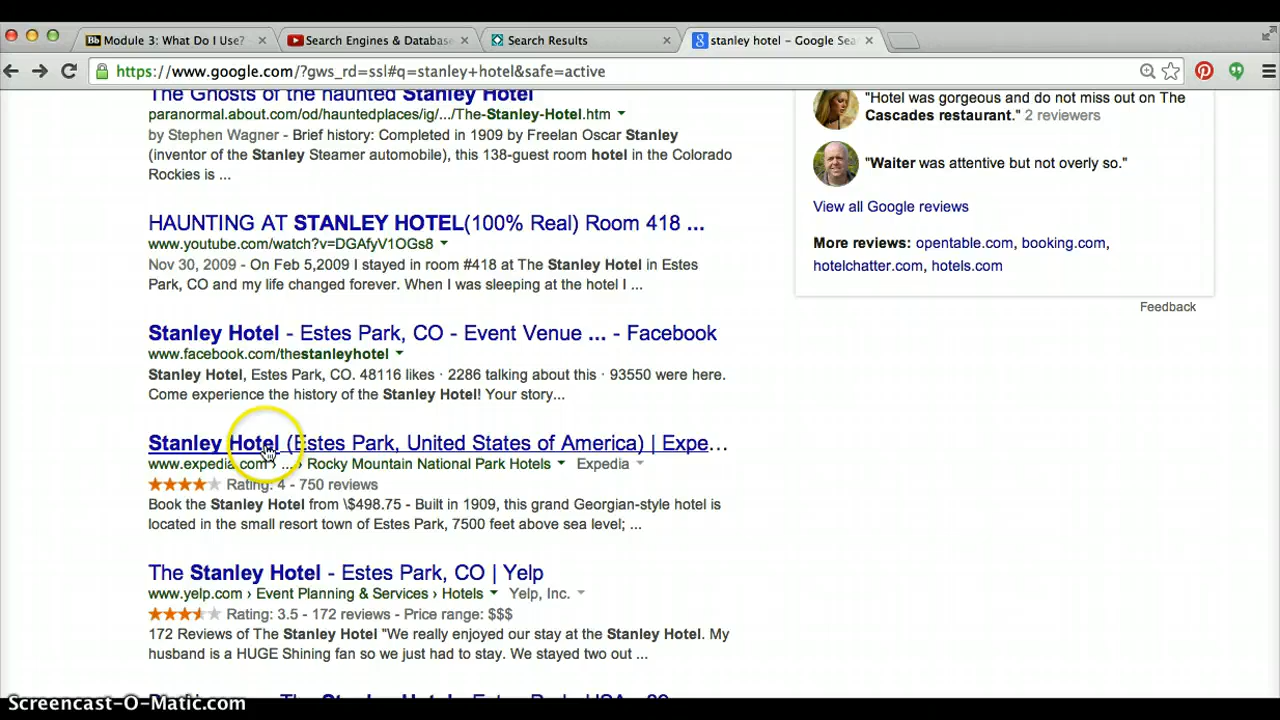 Module 3: What Do I Use?
Search Engines & Database
Search Results
stanley hotel - Google Sea
https://www.google.com/?gws_rd=ssl#q=stanley+hotel&safe=active
The Ghosts of the haunted Stanley Hotel
paranormal.about.com/od/hauntedplaces/ig/.../The-Stanley-Hotel.htm
by Stephen Wagner - Brief history: Completed in 1909 by Freelan Oscar Stanley
(inventor of the Stanley Steamer automobile), this 138-guest room hotel in the Colorado
Rockies is ...
HAUNTING AT STANLEY HOTEL(100% Real) Room 418 ...
www.youtube.com/watch?v=DGAfyV1OGs8
Nov 30, 2009 - On Feb 5,2009 I stayed in room #418 at The Stanley Hotel in Estes
Park, CO and my life changed forever. When I was sleeping at the hotel I ...
Stanley Hotel - Estes Park, CO - Event Venue ... - Facebook
www.facebook.com/thestanleyhotel
Stanley Hotel, Estes Park, CO. 48116 likes · 2286 talking about this · 93550 were here.
Come experience the history of the Stanley Hotel! Your story...
Stanley Hotel (Estes Park, United States of America) | Expe...
www.expedia.com › ... › Rocky Mountain National Park Hotels Expedia
Rating: 4 - 750 reviews
Book the Stanley Hotel from \$498.75 - Built in 1909, this grand Georgian-style hotel is
located in the small resort town of Estes Park, 7500 feet above sea level; ...
The Stanley Hotel - Estes Park, CO | Yelp
www.yelp.com › Event Planning & Services › Hotels Yelp, Inc.
Rating: 3.5 - 172 reviews - Price range: $$$
172 Reviews of The Stanley Hotel "We really enjoyed our stay at the Stanley Hotel. My
husband is a HUGE Shining fan so we just had to stay. We stayed two out ...
"Hotel was gorgeous and do not miss out on The
Cascades restaurant." 2 reviewers
"Waiter was attentive but not overly so."
View all Google reviews
More reviews: opentable.com, booking.com,
hotelchatter.com, hotels.com
Feedback
Screencast-O-Matic.com